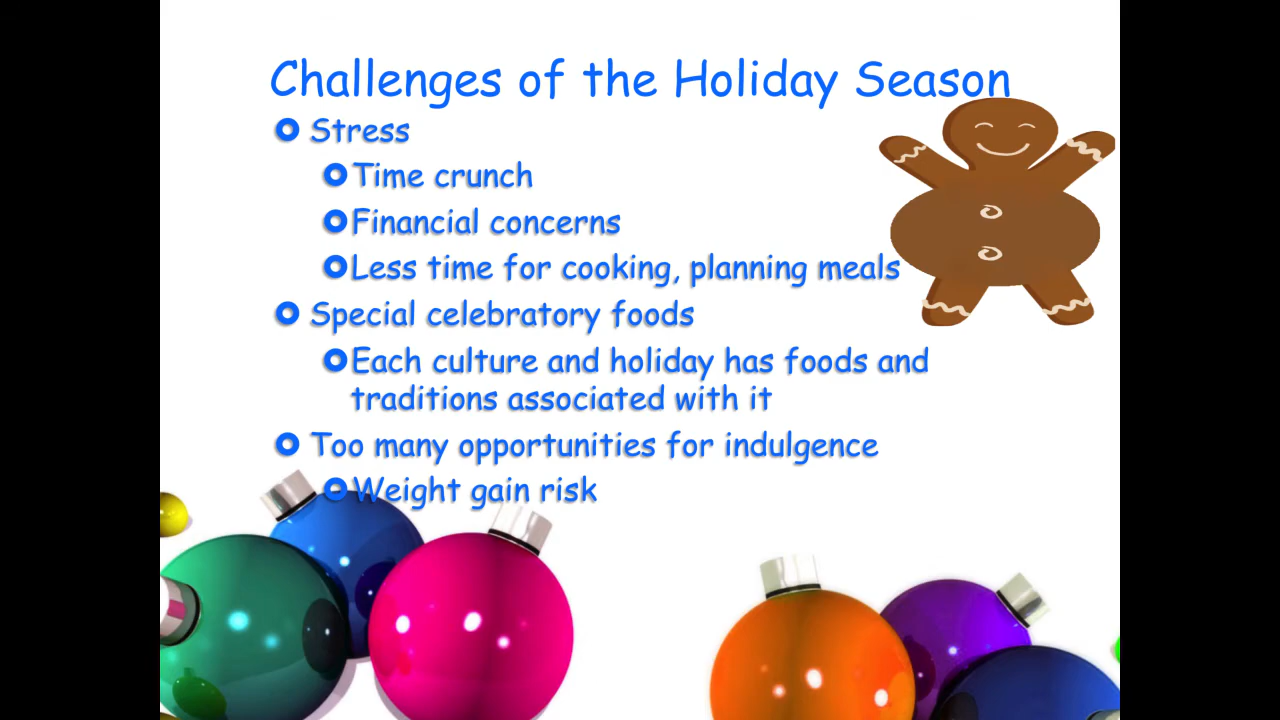 Challenges of the Holiday Season
Stress
Time crunch
Financial concerns
Less time for cooking, planning meals
Special celebratory foods
Each culture and holiday has foods and
traditions associated with it
Too many opportunities for indulgence
Weight gain risk